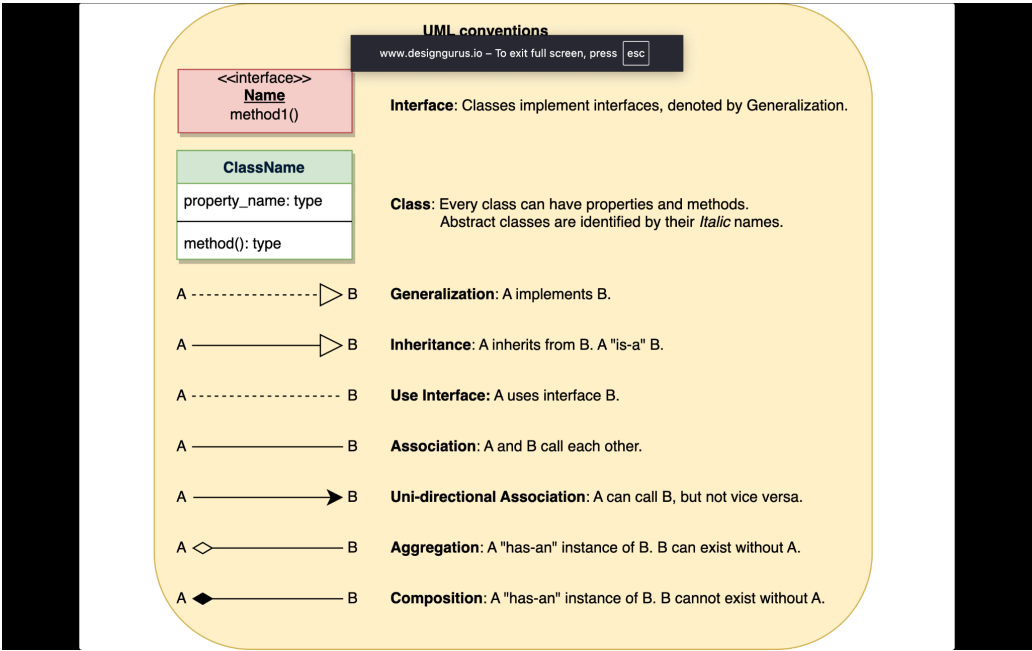 UML conventions
www.designgurus.io – To exit full screen, press esc
<<interface>>
Name
method1()
Interface: Classes implement interfaces, denoted by Generalization.
ClassName
property_name: type
method(): type
Class: Every class can have properties and methods.
Abstract classes are identified by their Italic names.
A B Generalization: A implements B.
A B Inheritance: A inherits from B. A "is-a" B.
A B Use Interface: A uses interface B.
A B Association: A and B call each other.
A B Uni-directional Association: A can call B, but not vice versa.
A B Aggregation: A "has-an" instance of B. B can exist without A.
A B Composition: A "has-an" instance of B. B cannot exist without A.